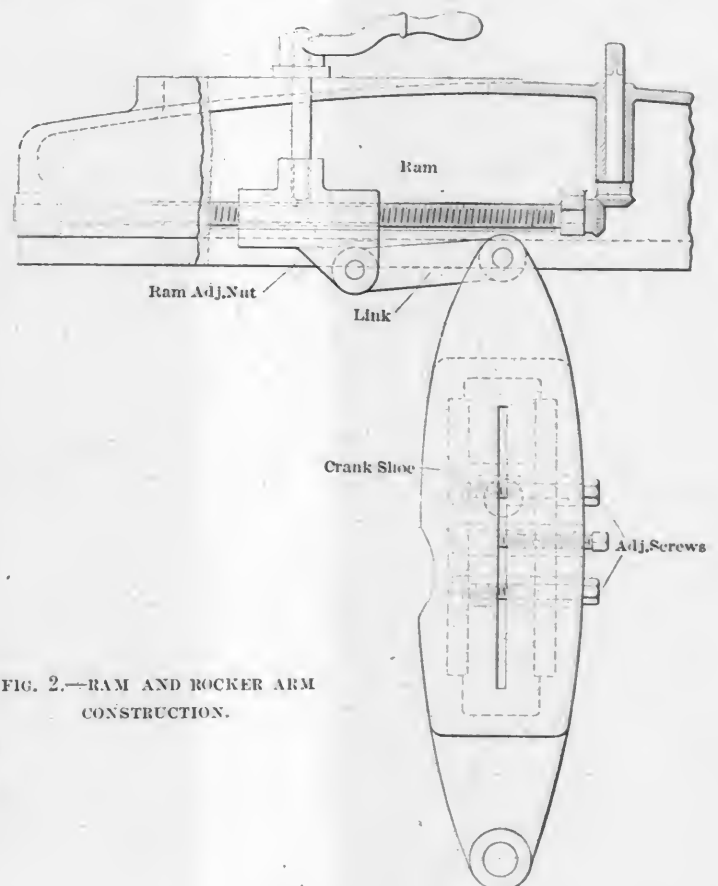 Ram
Ram Adj.Nut
Link
Crank Shoe
Adj.Screws
FIG. 2.—RAM AND ROCKER ARM
CONSTRUCTION.